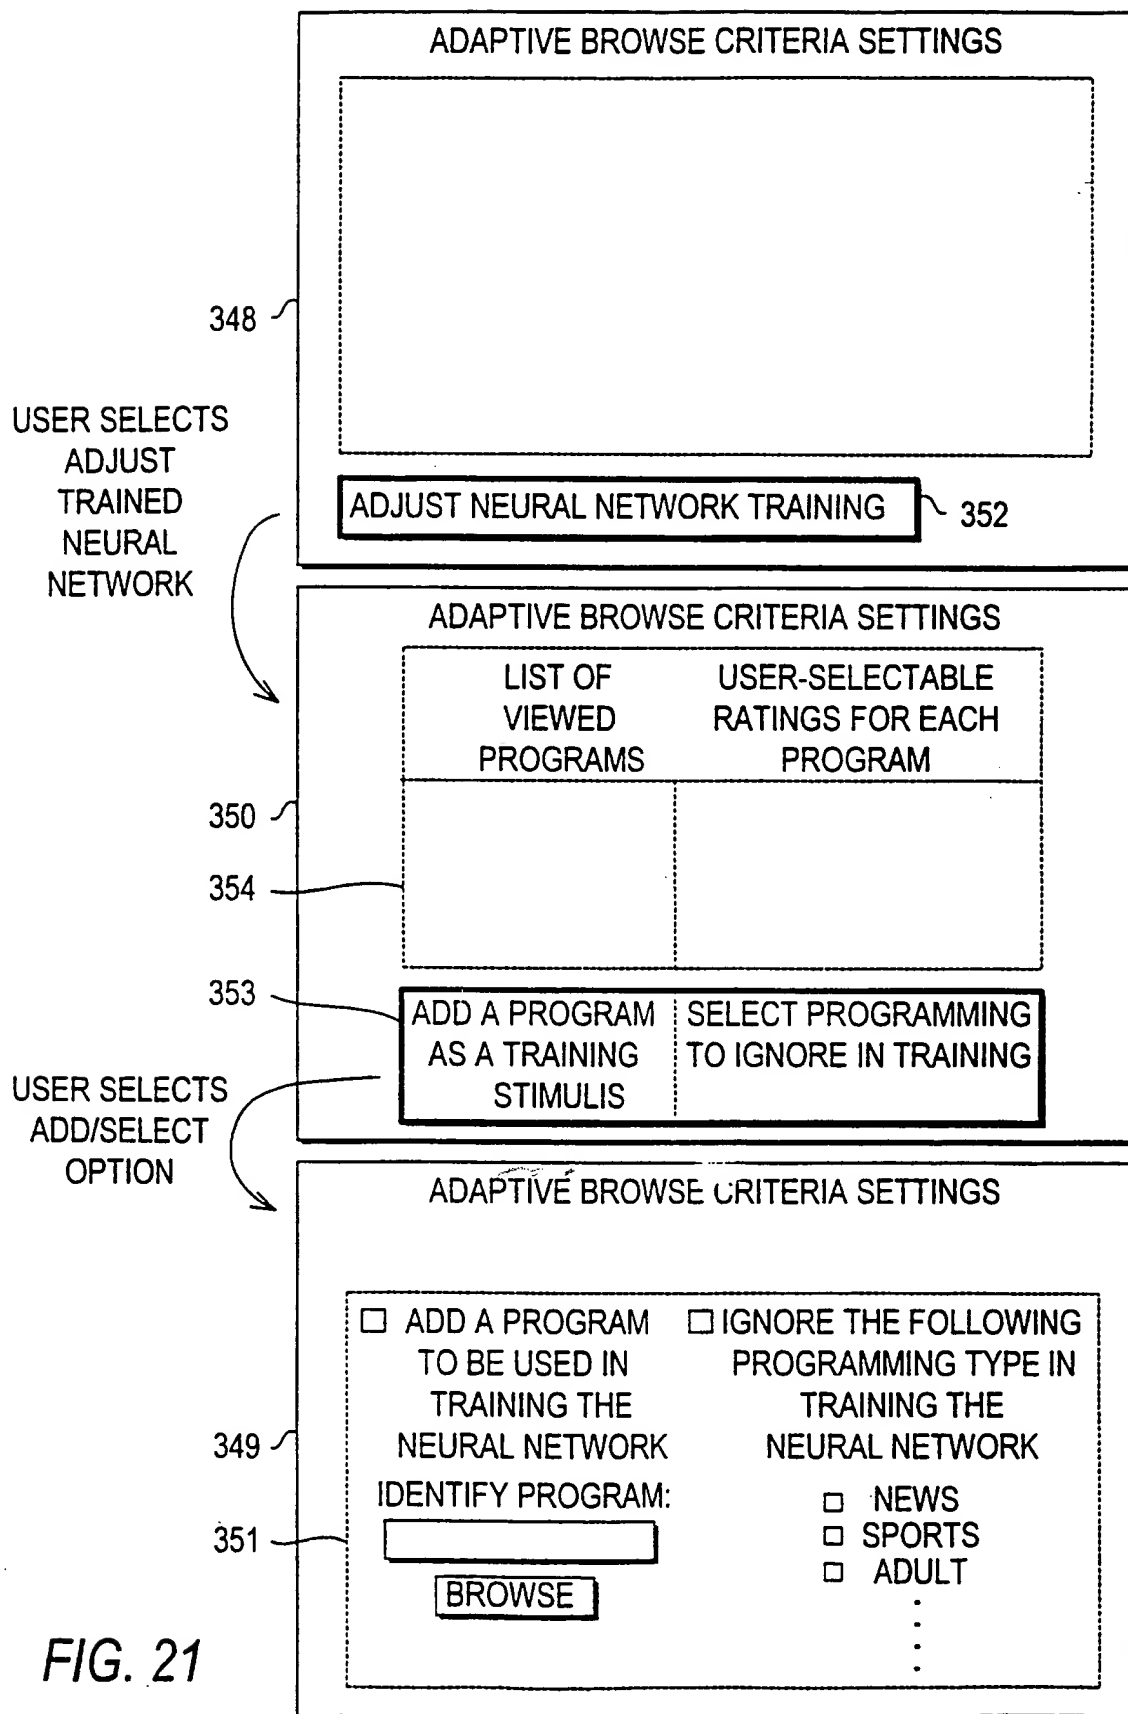 ADAPTIVE BROWSE CRITERIA SETTINGS
348
USER SELECTS
ADJUST
TRAINED
NEURAL
NETWORK
ADJUST NEURAL NETWORK TRAINING
352
ADAPTIVE BROWSE CRITERIA SETTINGS
LIST OF
VIEWED
PROGRAMS
USER-SELECTABLE
RATINGS FOR EACH
PROGRAM
350
354
353
ADD A PROGRAM
AS A TRAINING
STIMULIS
SELECT PROGRAMMING
TO IGNORE IN TRAINING
USER SELECTS
ADD/SELECT
OPTION
ADAPTIVE BROWSE CRITERIA SETTINGS
ADD A PROGRAM
TO BE USED IN
TRAINING THE
NEURAL NETWORK
IDENTIFY PROGRAM:
BROWSE
IGNORE THE FOLLOWING
PROGRAMMING TYPE IN
TRAINING THE
NEURAL NETWORK
NEWS
SPORTS
ADULT
349
351
FIG. 21